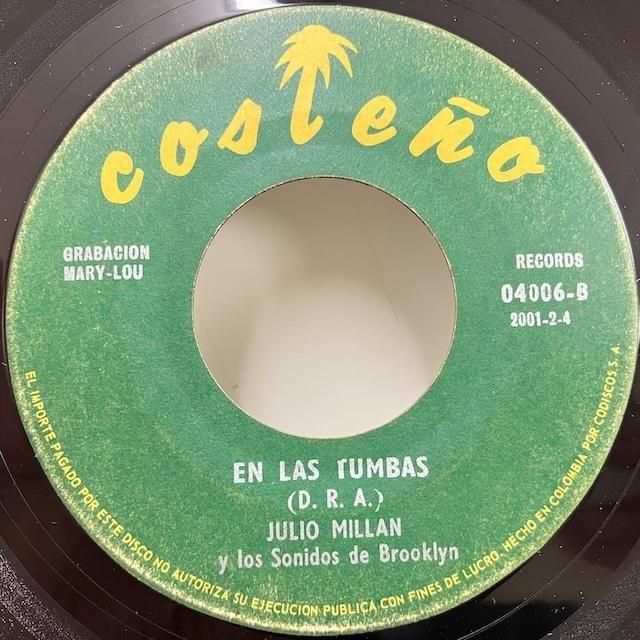 costeño
GRABACION
MARY-LOU
RECORDS
04006-B
2001-2-4
EN LAS TUMBAS
(D. R. A.)
JULIO MILLAN
y los Sonidos de Brooklyn
EL IMPORTE PAGADO POR ESTE DISCO NO AUTORIZA SU EJECUCION PUBLICA CON FINES DE LUCRO. HECHO EN COLOMBIA POR CODISCOS S. A.